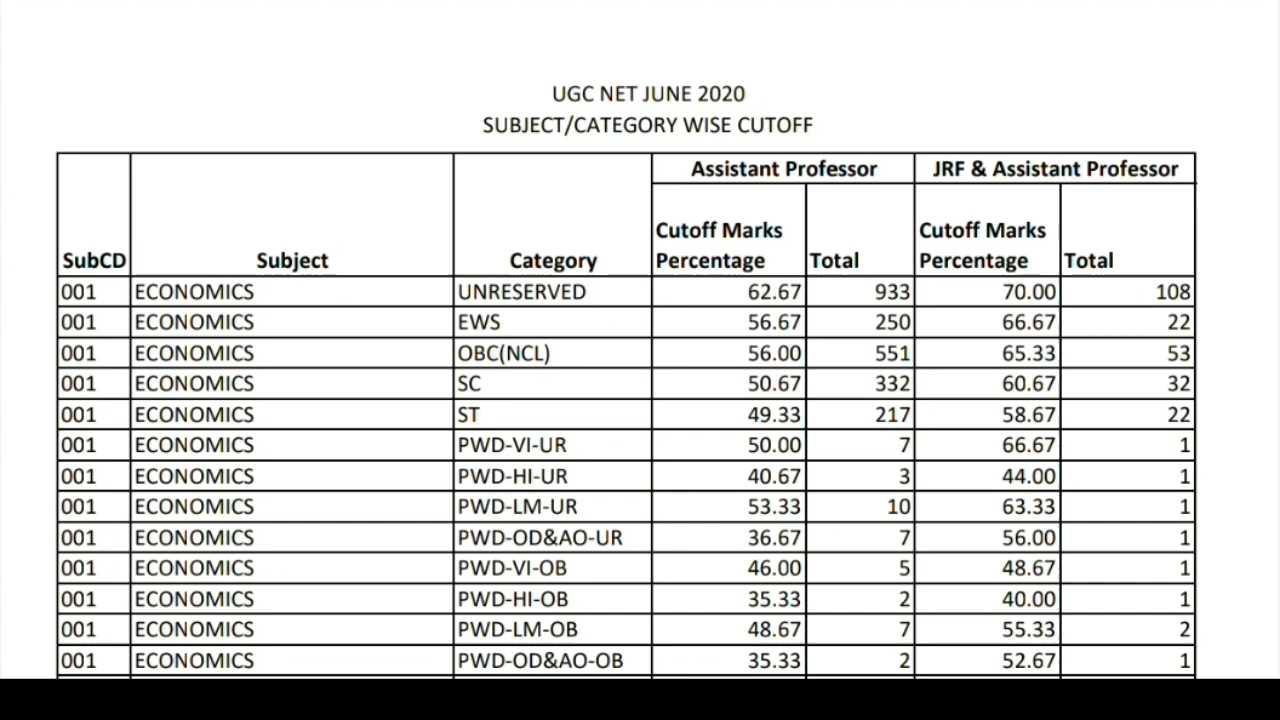 UGC NET JUNE 2020
SUBJECT/CATEGORY WISE CUTOFF
Assistant Professor JRF & Assistant Professor
SubCD Subject Category Cutoff Marks Percentage Total Cutoff Marks Percentage Total
001 ECONOMICS UNRESERVED 62.67 933 70.00 108
001 ECONOMICS EWS 56.67 250 66.67 22
001 ECONOMICS OBC(NCL) 56.00 551 65.33 53
001 ECONOMICS SC 50.67 332 60.67 32
001 ECONOMICS ST 49.33 217 58.67 22
001 ECONOMICS PWD-VI-UR 50.00 7 66.67 1
001 ECONOMICS PWD-HI-UR 40.67 3 44.00 1
001 ECONOMICS PWD-LM-UR 53.33 10 63.33 1
001 ECONOMICS PWD-OD&AO-UR 36.67 7 56.00 1
001 ECONOMICS PWD-VI-OB 46.00 5 48.67 1
001 ECONOMICS PWD-HI-OB 35.33 2 40.00 1
001 ECONOMICS PWD-LM-OB 48.67 7 55.33 2
001 ECONOMICS PWD-OD&AO-OB 35.33 2 52.67 1